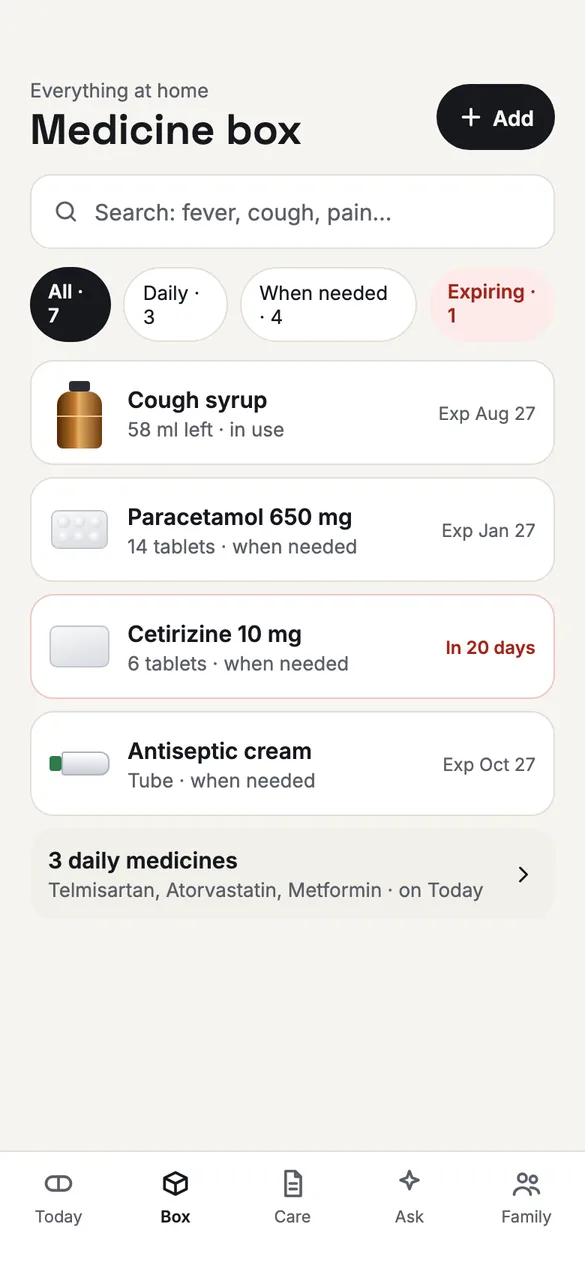 Everything at home
Medicine box
Add
Search: fever, cough, pain...
All ·
7
Daily ·
3
When needed
· 4
Expiring ·
1
Cough syrup
58 ml left · in use
Exp Aug 27
Paracetamol 650 mg
14 tablets · when needed
Exp Jan 27
Cetirizine 10 mg
6 tablets · when needed
In 20 days
Antiseptic cream
Tube · when needed
Exp Oct 27
3 daily medicines
Telmisartan, Atorvastatin, Metformin · on Today
Today
Box
Care
Ask
Family